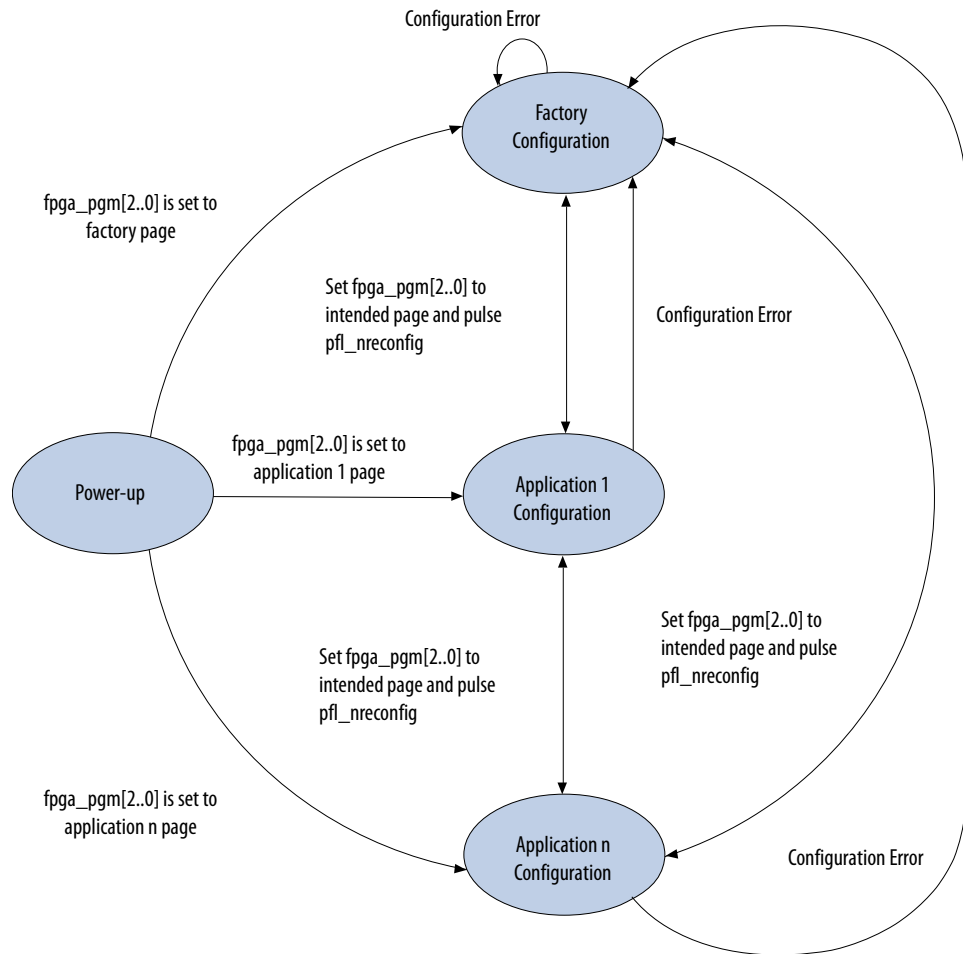 Configuration Error
Factory
Configuration
fpga_pgm[2..0] is set to
factory page
Set fpga_pgm[2..0] to
intended page and pulse
pfl_nreconfig
Configuration Error
fpga_pgm[2..0] is set to
application 1 page
Power-up
Application 1
Configuration
Set fpga_pgm[2..0] to
intended page and pulse
pfl_nreconfig
Set fpga_pgm[2..0] to
intended page and pulse
pfl_nreconfig
fpga_pgm[2..0] is set to
application n page
Application n
Configuration
Configuration Error